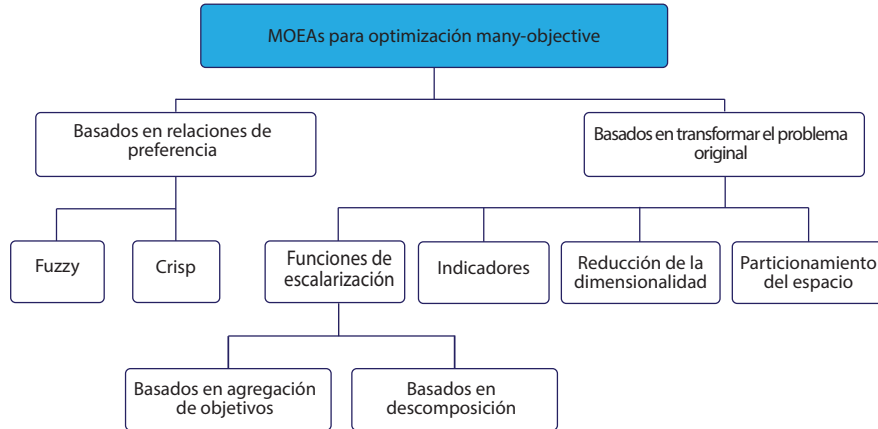 MOEAs para optimización many-objective
Basados en relaciones de
preferencia
Basados en transformar el problema
original
Fuzzy
Crisp
Funciones de
escalarización
Indicadores
Reducción de la
dimensionalidad
Particionamiento
del espacio
Basados en agregación
de objetivos
Basados en
descomposición